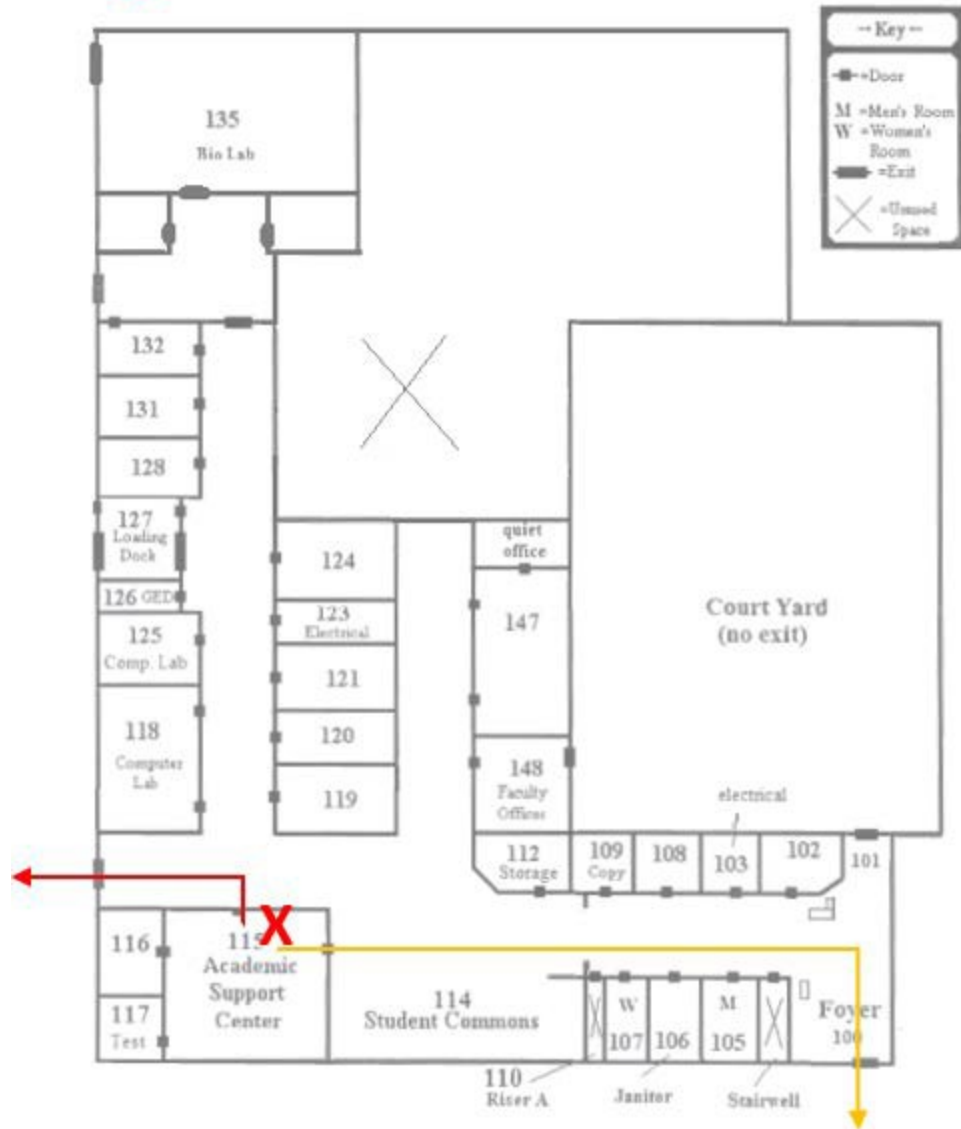 → Key ←
=Door
M =Men's Room
W =Women's
Room
=Exit
=Unused
Space
135
Bio Lab
132
131
128
127
Loading
Dock
126 GED
125
Comp. Lab
118
Computer
Lab
124
123
Electrical
121
120
119
quiet
office
147
148
Faculty
Offices
112
Storage
Court Yard
(no exit)
electrical
109
Copy
108
103
102
101
116
117
Test
X
115
Academic
Support
Center
114
Student Commons
110
Riser A
W
107
106
Janitor
M
105
Stairwell
Foyer
100